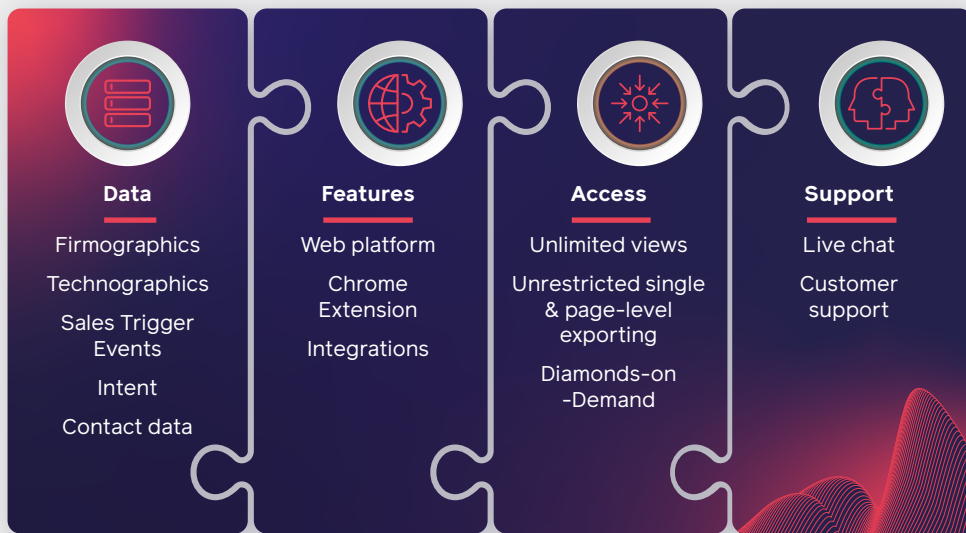 Data
Firmographics
Technographics
Sales Trigger
Events
Intent
Contact data
Features
Web platform
Chrome
Extension
Integrations
Access
Unlimited views
Unrestricted single
& page-level
exporting
Diamonds-on
-Demand
Support
Live chat
Customer
support